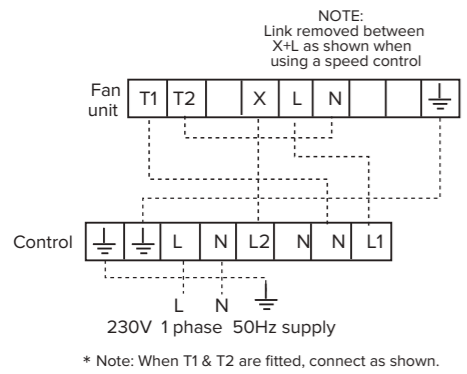 NOTE:
Link removed between
X+L as shown when
using a speed control
Fan
unit
T1 T2 X L N
Control
L N L2 N N L1
L N
230V 1 phase 50Hz supply
* Note: When T1 & T2 are fitted, connect as shown.